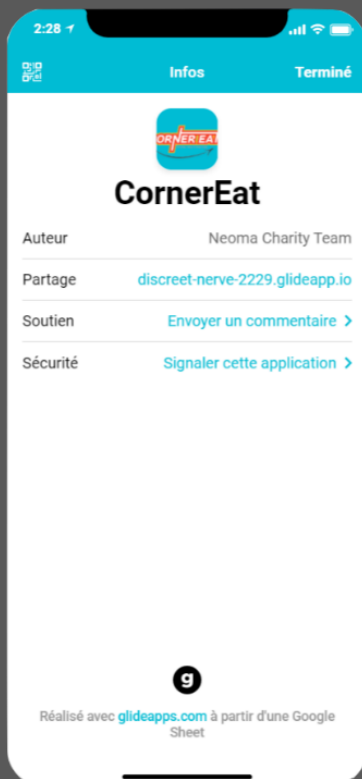 2:28
Infos
Terminé
ORNER EAT
CornerEat
Auteur Neoma Charity Team
Partage discreet-nerve-2229.glideapp.io
Soutien Envoyer un commentaire
Sécurité Signaler cette application
g
Réalisé avec glideapps.com à partir d'une Google
Sheet